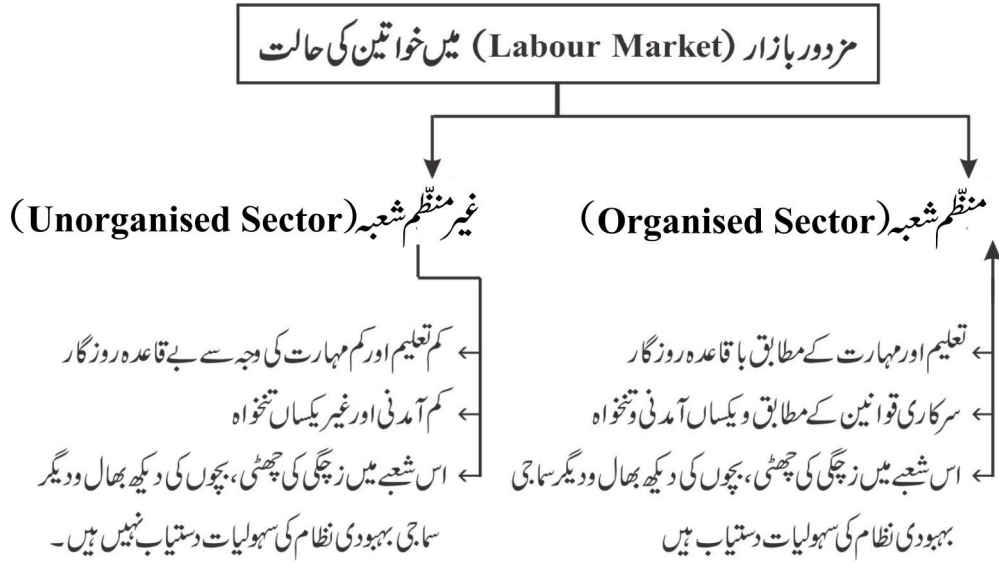 مزدور بازار (Labour Market) میں خواتین کی حالت
منظّم شعبہ (Organised Sector)
تعلیم اور مہارت کے مطابق باقاعدہ روزگار
سرکاری قوانین کے مطابق و یکساں آمدنی و تنخواہ
اس شعبے میں زچگی کی چھٹی، بچوں کی دیکھ بھال و دیگر سماجی
بہبودی نظام کی سہولیات دستیاب ہیں
غیر منظّم شعبہ (Unorganised Sector)
کم تعلیم اور کم مہارت کی وجہ سے بے قاعدہ روزگار
کم آمدنی اور غیر یکساں تنخواہ
اس شعبے میں زچگی کی چھٹی، بچوں کی دیکھ بھال و دیگر
سماجی بہبودی نظام کی سہولیات دستیاب نہیں ہیں۔